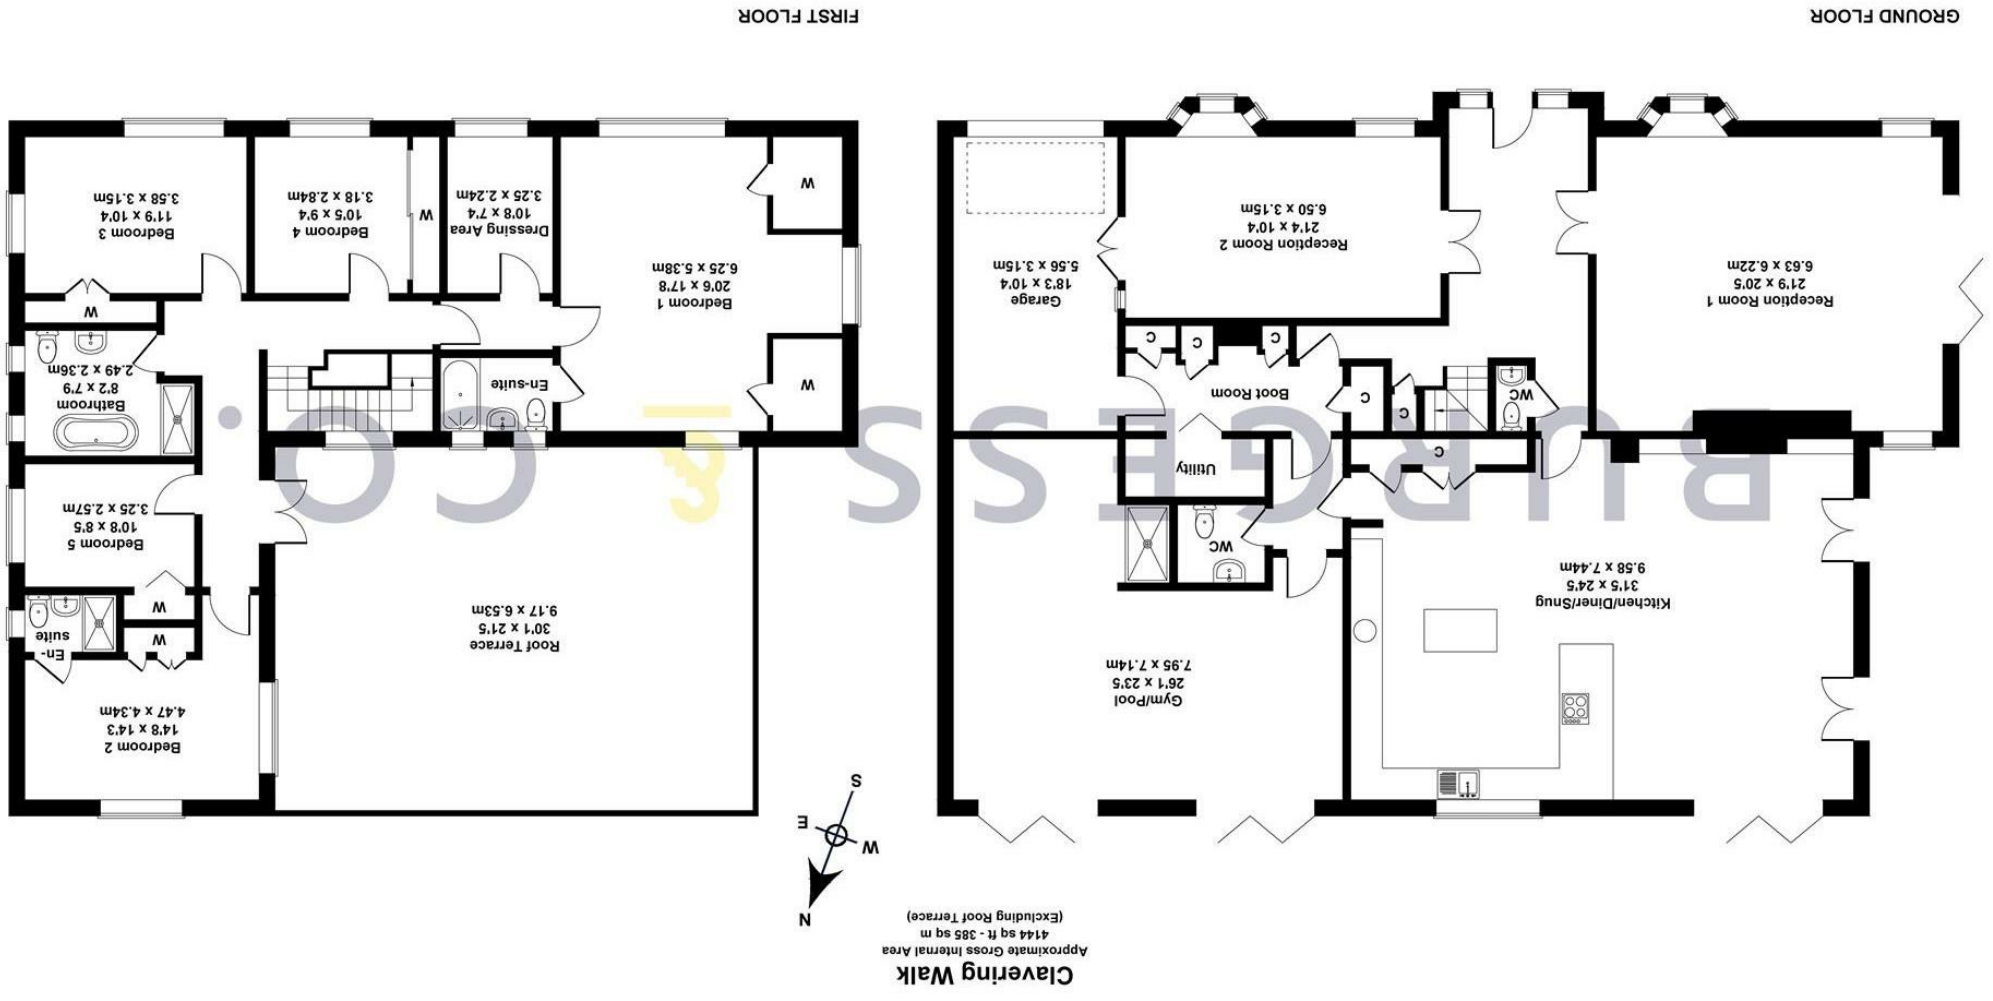 Clavering Walk
Approximate Gross Internal Area
4144 sq ft - 385 sq m
(Excluding Roof Terrace)
N
W
E
S
Kitchen/Diner/Snug
31'5 x 24'5
9.58 x 7.44m
Gym/Pool
26'1 x 23'5
7.95 x 7.14m
WC
Utility
C
WC
C
C
Boot Room
C
C
C
Reception Room 1
21'9 x 20'5
6.63 x 6.22m
Reception Room 2
21'4 x 10'4
6.50 x 3.15m
Garage
18'3 x 10'4
5.56 x 3.15m
GROUND FLOOR
Roof Terrace
30'1 x 21'5
9.17 x 6.53m
Bedroom 2
14'8 x 14'3
4.47 x 4.34m
En-
suite
W
W
Bedroom 5
10'8 x 8'5
3.25 x 2.57m
Bathroom
8'2 x 7'9
2.49 x 2.36m
En-suite
W
W
Bedroom 1
20'6 x 17'8
6.25 x 5.38m
W
Dressing Area
10'8 x 7'4
3.25 x 2.24m
W
Bedroom 4
10'5 x 9'4
3.18 x 2.84m
Bedroom 3
11'9 x 10'4
3.58 x 3.15m
FIRST FLOOR
BURGESS & CO.